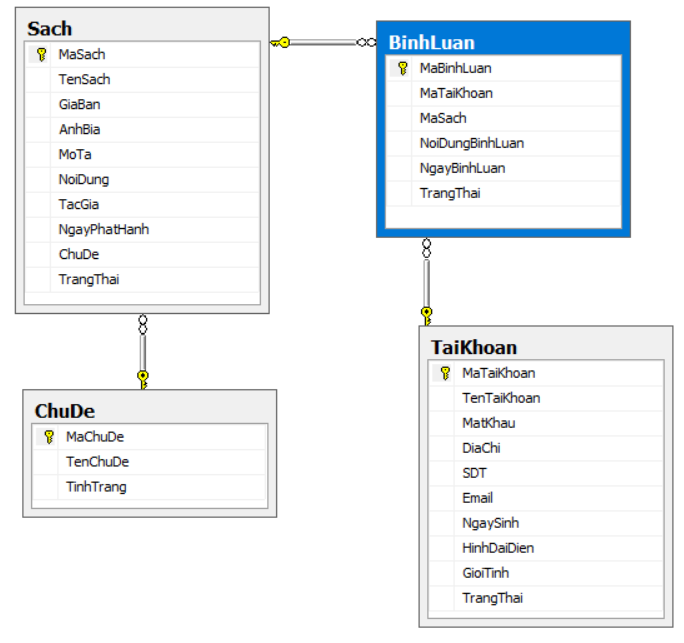 Sach
MaSach
TenSach
GiaBan
AnhBia
MoTa
NoiDung
TacGia
NgayPhatHanh
ChuDe
TrangThai
BinhLuan
MaBinhLuan
MaTaiKhoan
MaSach
NoiDungBinhLuan
NgayBinhLuan
TrangThai
ChuDe
MaChuDe
TenChuDe
TinhTrang
TaiKhoan
MaTaiKhoan
TenTaiKhoan
MatKhau
DiaChi
SDT
Email
NgaySinh
HinhDaiDien
GioiTinh
TrangThai